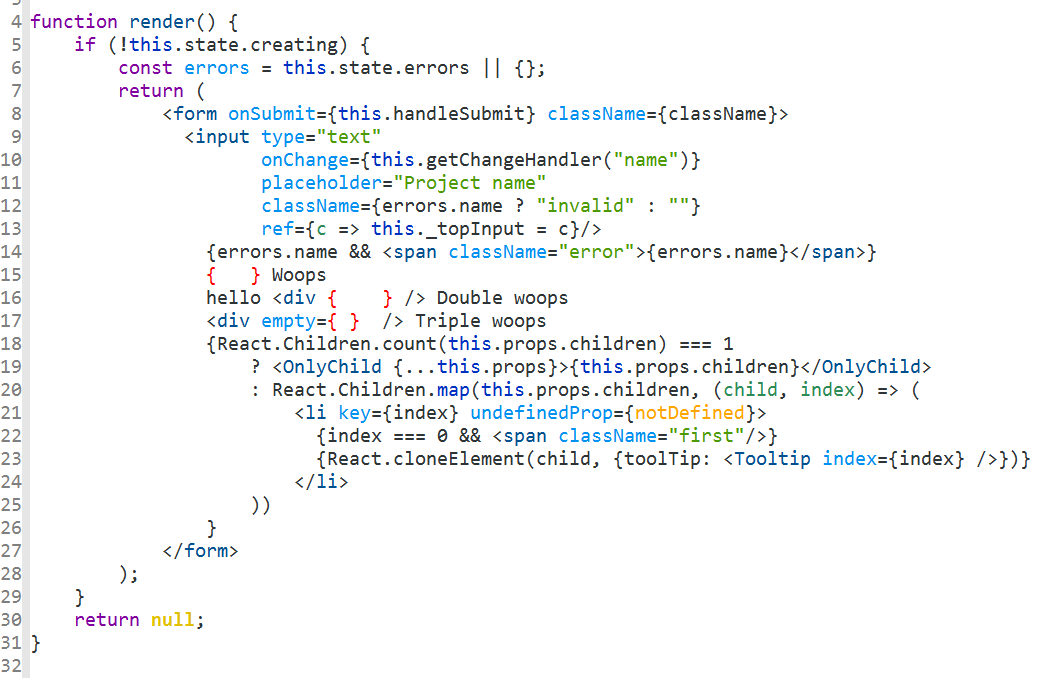 4 function render() {
5     if (!this.state.creating) {
6         const errors = this.state.errors || {};
7         return (
8             <form onSubmit={this.handleSubmit} className={className}>
9               <input type="text"
10                      onChange={this.getChangeHandler("name")}
11                      placeholder="Project name"
12                      className={errors.name ? "invalid" : ""}
13                      ref={c => this._topInput = c}/>
14                 {errors.name && <span className="error">{errors.name}</span>}
15                 {   } Woops
16                 hello <div {    } /> Double woops
17                 <div empty={ }  /> Triple woops
18                 {React.Children.count(this.props.children) === 1
19                     ? <OnlyChild {...this.props}>{this.props.children}</OnlyChild>
20                     : React.Children.map(this.props.children, (child, index) => (
21                         <li key={index} undefinedProp={notDefined}>
22                           {index === 0 && <span className="first"/>}
23                           {React.cloneElement(child, {toolTip: <Tooltip index={index} />})}
24                         </li>
25                     ))
26                 }
27             </form>
28         );
29     }
30     return null;
31 }
32